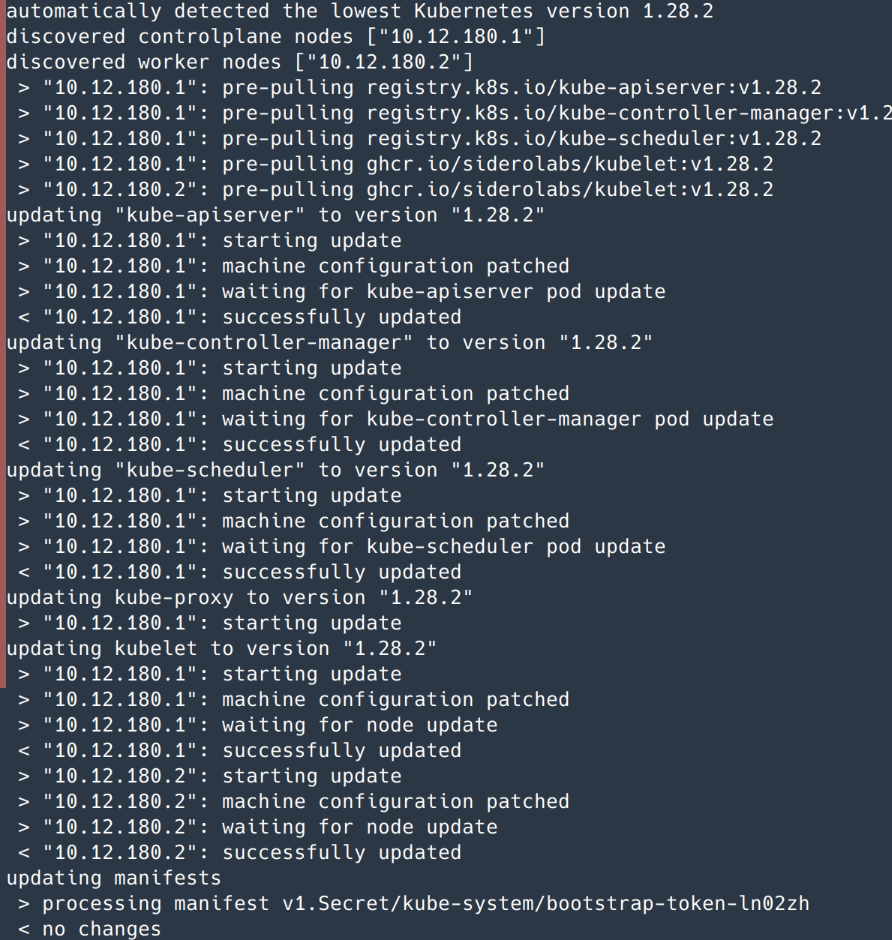 automatically detected the lowest Kubernetes version 1.28.2
discovered controlplane nodes ["10.12.180.1"]
discovered worker nodes ["10.12.180.2"]
> "10.12.180.1": pre-pulling registry.k8s.io/kube-apiserver:v1.28.2
> "10.12.180.1": pre-pulling registry.k8s.io/kube-controller-manager:v1.2
> "10.12.180.1": pre-pulling registry.k8s.io/kube-scheduler:v1.28.2
> "10.12.180.1": pre-pulling ghcr.io/siderolabs/kubelet:v1.28.2
> "10.12.180.2": pre-pulling ghcr.io/siderolabs/kubelet:v1.28.2
updating "kube-apiserver" to version "1.28.2"
> "10.12.180.1": starting update
> "10.12.180.1": machine configuration patched
> "10.12.180.1": waiting for kube-apiserver pod update
< "10.12.180.1": successfully updated
updating "kube-controller-manager" to version "1.28.2"
> "10.12.180.1": starting update
> "10.12.180.1": machine configuration patched
> "10.12.180.1": waiting for kube-controller-manager pod update
< "10.12.180.1": successfully updated
updating "kube-scheduler" to version "1.28.2"
> "10.12.180.1": starting update
> "10.12.180.1": machine configuration patched
> "10.12.180.1": waiting for kube-scheduler pod update
< "10.12.180.1": successfully updated
updating kube-proxy to version "1.28.2"
> "10.12.180.1": starting update
updating kubelet to version "1.28.2"
> "10.12.180.1": starting update
> "10.12.180.1": machine configuration patched
> "10.12.180.1": waiting for node update
< "10.12.180.1": successfully updated
> "10.12.180.2": starting update
> "10.12.180.2": machine configuration patched
> "10.12.180.2": waiting for node update
< "10.12.180.2": successfully updated
updating manifests
> processing manifest v1.Secret/kube-system/bootstrap-token-ln02zh
< no changes